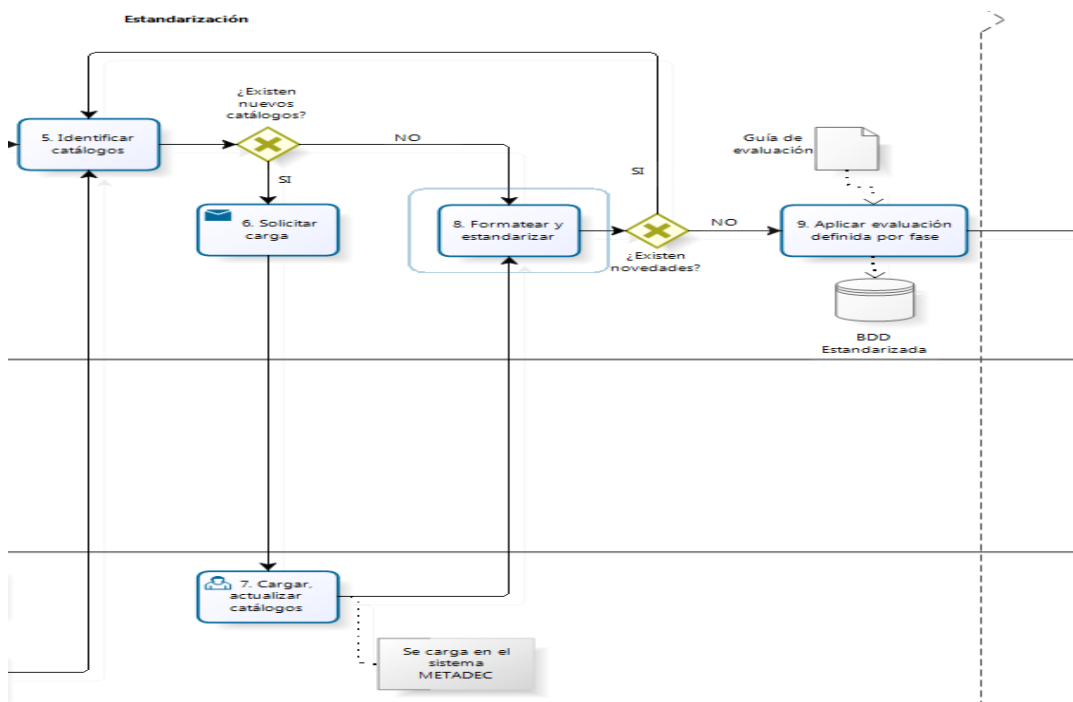 Estandarización
¿Existen
nuevos
catálogos?
5. Identificar
catálogos
NO
SI
6. Solicitar
carga
8. Formatear y
estandarizar
SI
¿Existen
novedades?
NO
Guía de
evaluación
9. Aplicar evaluación
definida por fase
BDD
Estandarizada
7. Cargar,
actualizar
catálogos
Se carga en el
sistema
METADEC